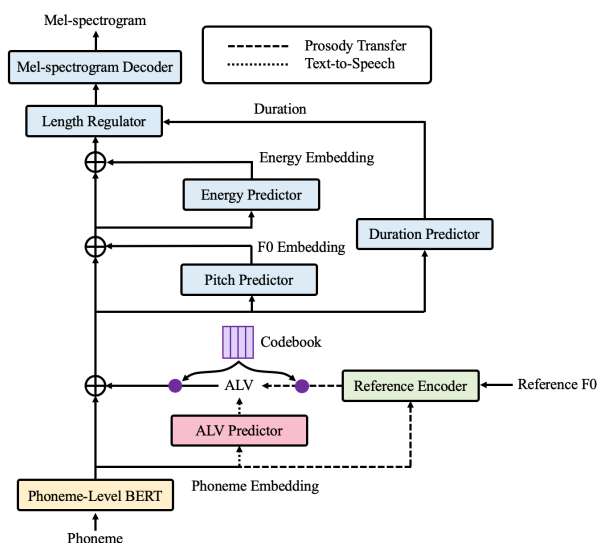 Mel-spectrogram
Mel-spectrogram Decoder
Prosody Transfer
Text-to-Speech
Length Regulator
Duration
Energy Embedding
Energy Predictor
Duration Predictor
F0 Embedding
Pitch Predictor
Codebook
ALV
Reference Encoder
Reference F0
ALV Predictor
Phoneme Embedding
Phoneme-Level BERT
Phoneme